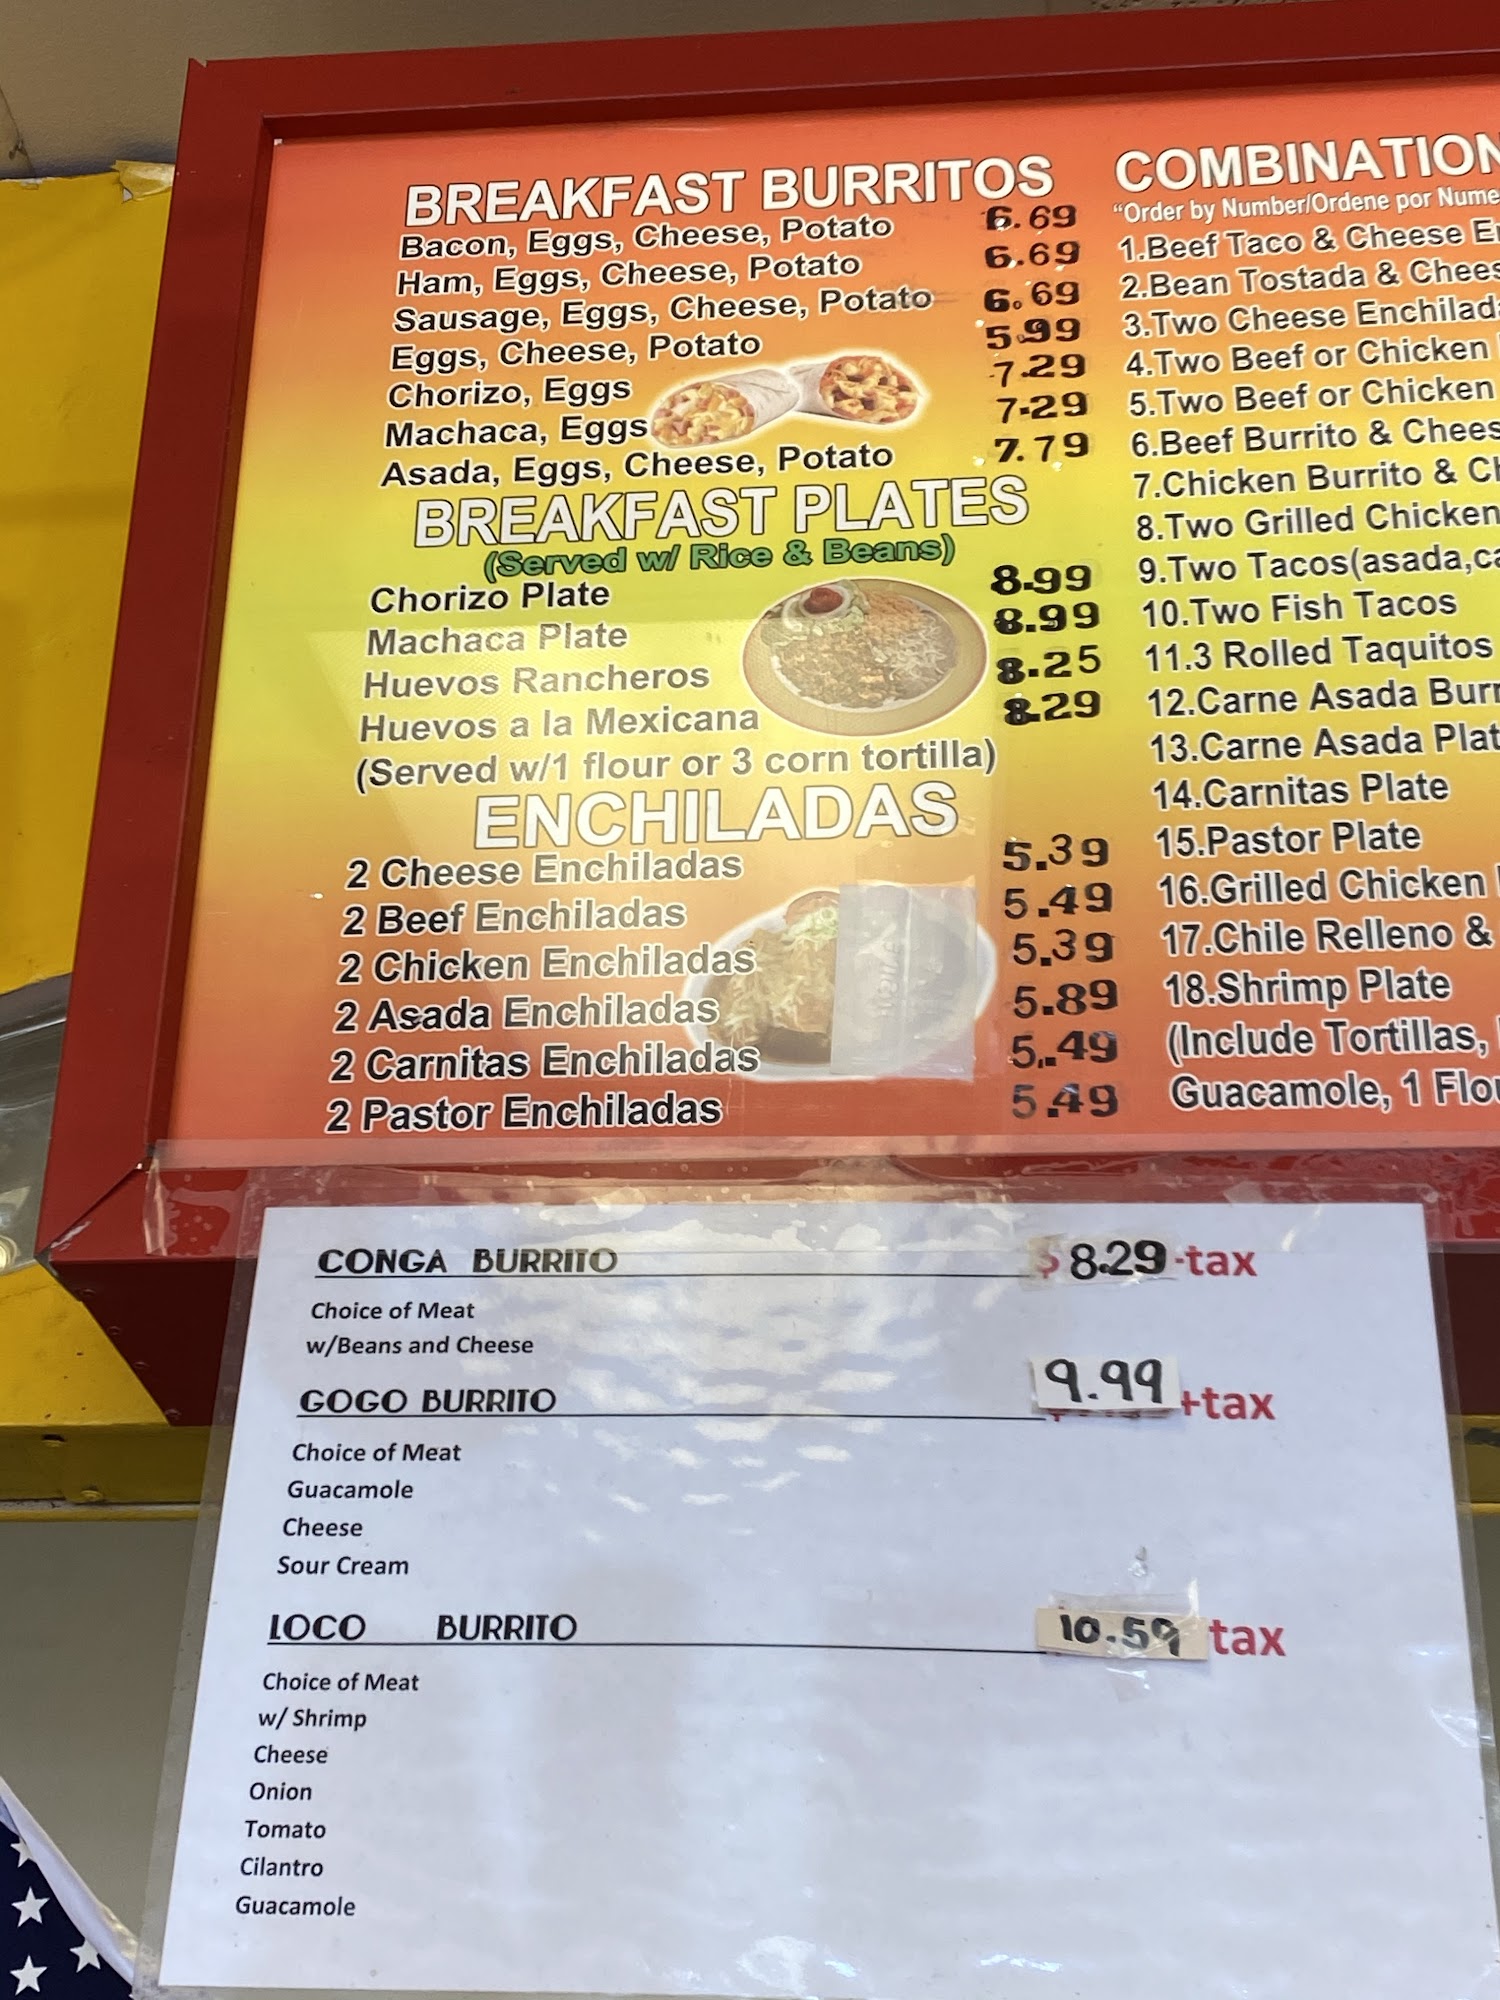 BREAKFAST BURRITOS
Bacon, Eggs, Cheese, Potato 6.69
Ham, Eggs, Cheese, Potato 6.69
Sausage, Eggs, Cheese, Potato 6.69
Eggs, Cheese, Potato 5.99
Chorizo, Eggs 7.29
Machaca, Eggs 7.29
Asada, Eggs, Cheese, Potato 7.79
BREAKFAST PLATES
(Served w/ Rice & Beans)
Chorizo Plate 8.99
Machaca Plate 8.99
Huevos Rancheros 8.25
Huevos a la Mexicana 8.29
(Served w/1 flour or 3 corn tortilla)
ENCHILADAS
2 Cheese Enchiladas 5.39
2 Beef Enchiladas 5.49
2 Chicken Enchiladas 5.39
2 Asada Enchiladas 5.89
2 Carnitas Enchiladas 5.49
2 Pastor Enchiladas 5.49
COMBINATION
"Order by Number/Ordene por Nume
1.Beef Taco & Cheese
2.Bean Tostada & Chees
3.Two Cheese Enchilad
4.Two Beef or Chicken
5.Two Beef or Chicken
6.Beef Burrito & Chees
7.Chicken Burrito & Ch
8.Two Grilled Chicken
9.Two Tacos(asada,ca
10.Two Fish Tacos
11.3 Rolled Taquitos
12.Carne Asada Burr
13.Carne Asada Plat
14.Carnitas Plate
15.Pastor Plate
16.Grilled Chicken
17.Chile Relleno &
18.Shrimp Plate
(Include Tortillas,
Guacamole, 1 Flou
CONGA BURRITO $8.29-tax
Choice of Meat
w/Beans and Cheese
GOGO BURRITO 9.99 +tax
Choice of Meat
Guacamole
Cheese
Sour Cream
LOCO BURRITO 10.59 tax
Choice of Meat
w/ Shrimp
Cheese
Onion
Tomato
Cilantro
Guacamole